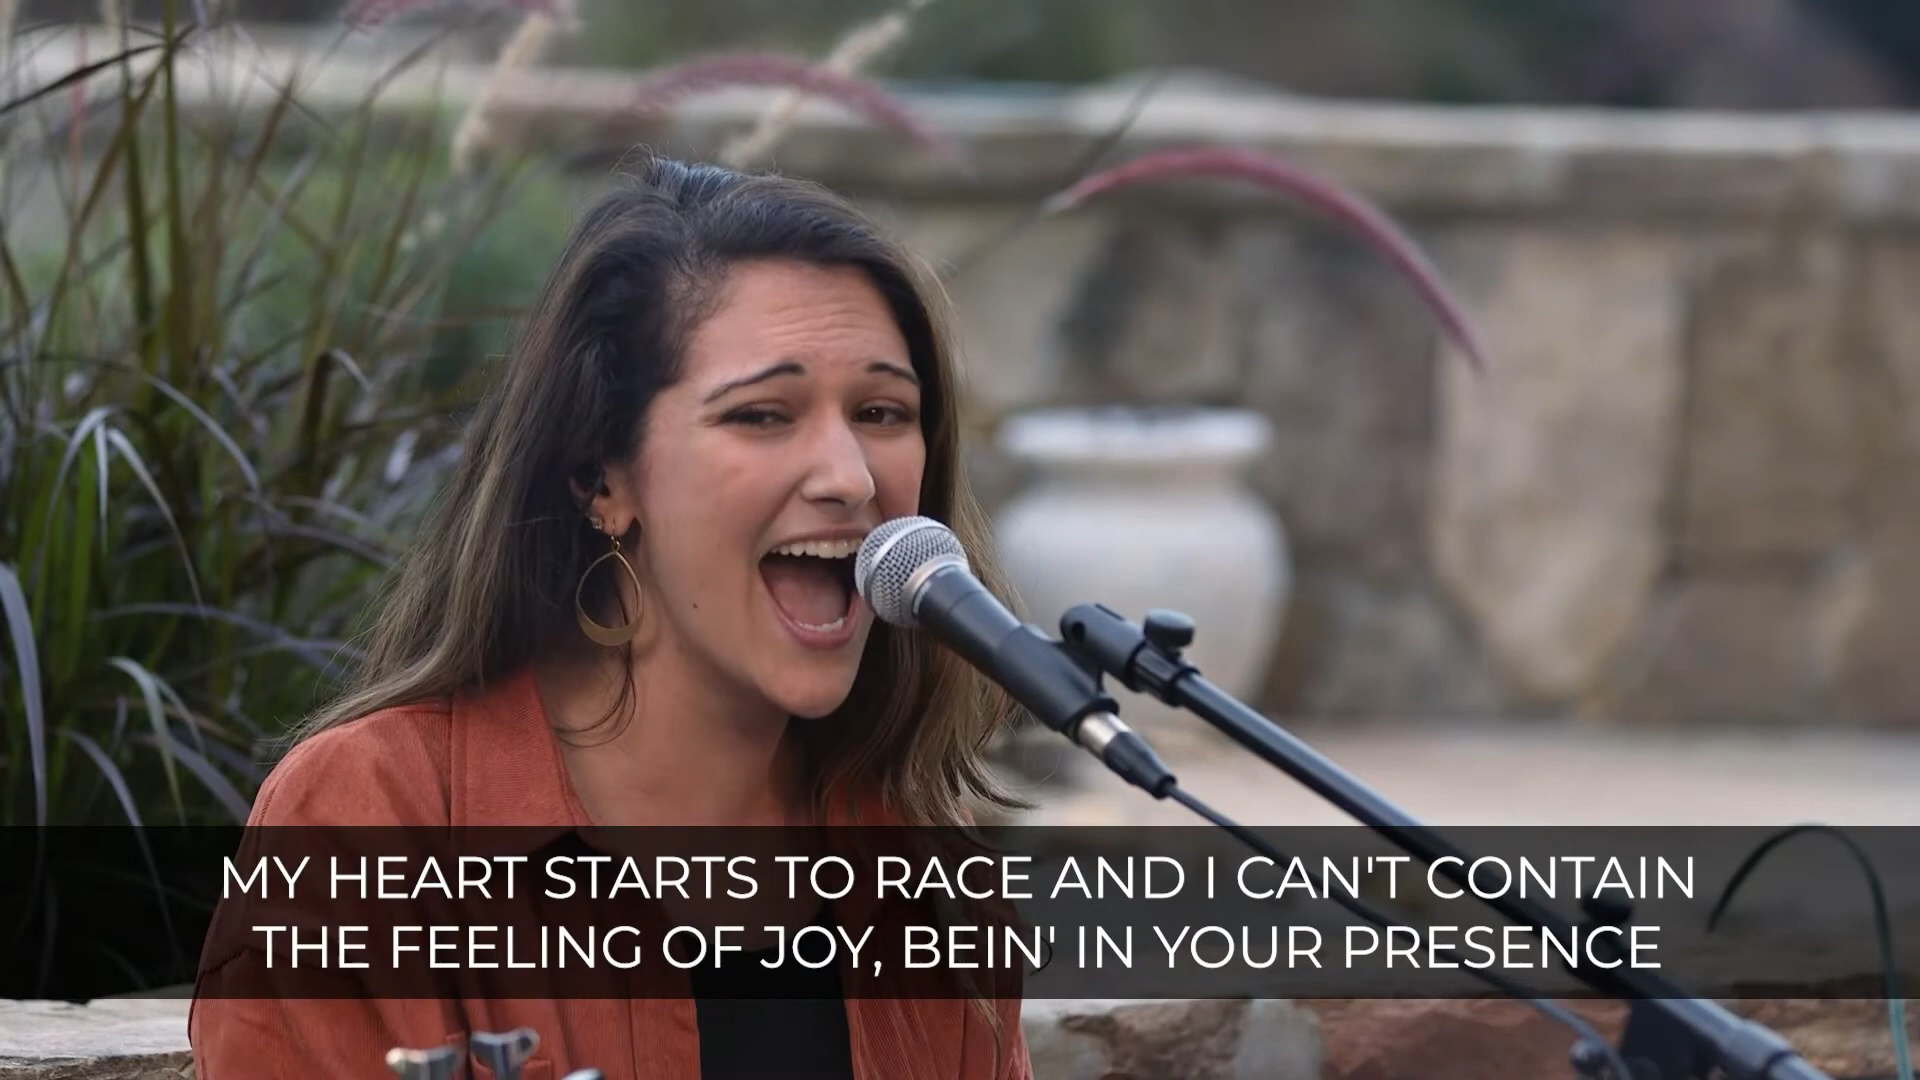 MY HEART STARTS TO RACE AND I CAN'T CONTAIN
THE FEELING OF JOY, BEIN' IN YOUR PRESENCE